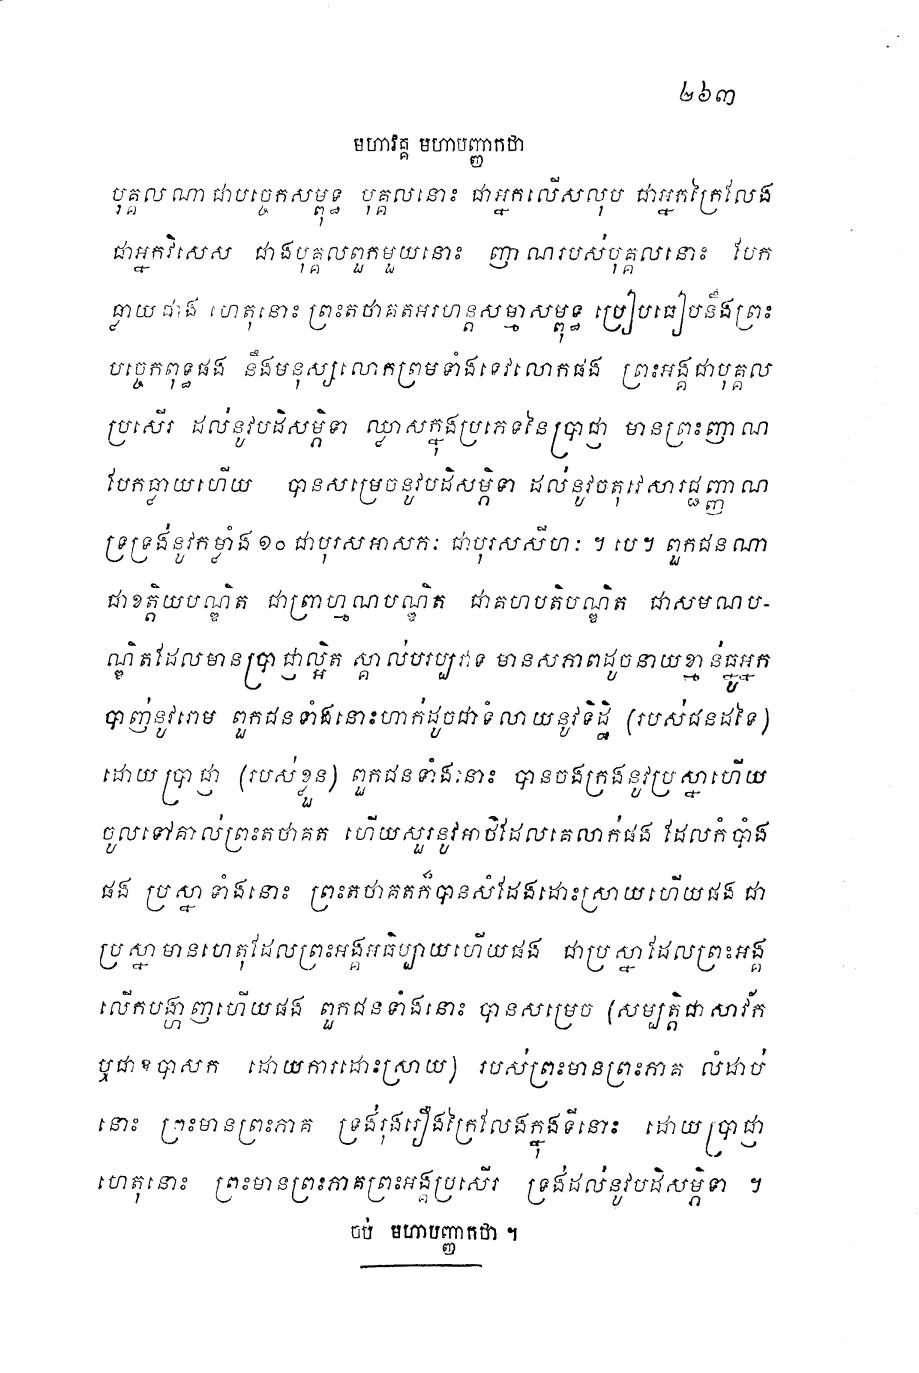 ២៦៣
មហាវគ្គ មហាបញ្ញាកថា
បុគ្គលណា ជាបច្ចេកសម្ពុទ្ធ បុគ្គលនោះ ជាអ្នកលើសលុប ជាអ្នកក្រៃលែង
ជាអ្នកវិសេស ជាងបុគ្គលពួកមួយនោះ ញាណរបស់បុគ្គលនោះ បែក
ធ្លាយជាង ហេតុនោះ ព្រះតថាគតអរហន្តសម្មាសម្ពុទ្ធ ប្រៀបធៀបនឹងព្រះ
បច្ចេកពុទ្ធផង នឹងមនុស្សលោកព្រមទាំងទេវលោកផង ព្រះអង្គជាបុគ្គល
ប្រសើរ ដល់នូវបដិសម្ភិទា ឈ្លាសក្នុងប្រភេទនៃប្រាជ្ញា មានព្រះញាណ
បែកធ្លាយហើយ បានសម្រេចនូវបដិសម្ភិទា ដល់នូវចតុវេសារជ្ជញ្ញាណ
ទ្រទ្រង់នូវកម្លាំង ១០ ជាបុរសអាសភៈ ជាបុរសសីហៈ ។ បេ។ ពួកជនណា
ជាខត្តិយបណ្ឌិត ជាព្រាហ្មណបណ្ឌិត ជាគហបតិបណ្ឌិត ជាសមណប-
ណ្ឌិតដែលមានប្រាជ្ញាល្អិត ស្គាល់បរប្បវាទ មានសភាពដូចនាយខ្មាន់ធ្នូអ្នក
បាញ់នូវរោម ពួកជនទាំងនោះហាក់ដូចជាទំលាយនូវទិដ្ឋិ (របស់ជនដទៃ)
ដោយប្រាជ្ញា (របស់ខ្លួន) ពួកជនទាំងនោះ បានចងក្រងនូវប្រស្នាហើយ
ចូលទៅគាល់ព្រះតថាគត ហើយសួរនូវអាថ៌ដែលគេលាក់ផង ដែលកំបាំង
ផង ប្រស្នាទាំងនោះ ព្រះតថាគតក៏បានសំដែងដោះស្រាយហើយផង ជា
ប្រស្នាមានហេតុដែលព្រះអង្គអធិប្បាយហើយផង ជាប្រស្នាដែលព្រះអង្គ
លើកបង្ហាញហើយផង ពួកជនទាំងនោះ បានសម្រេច (សម្បត្តិជាសាវ័ក
ឬជាឧបាសក ដោយការដោះស្រាយ) របស់ព្រះមានព្រះភាគ លំដាប់
នោះ ព្រះមានព្រះភាគ ទ្រង់រុងរឿងក្រៃលែងក្នុងទីនោះ ដោយប្រាជ្ញា
ហេតុនោះ ព្រះមានព្រះភាគព្រះអង្គប្រសើរ ទ្រង់ដល់នូវបដិសម្ភិទា ។
ចប់ មហាបញ្ញាកថា ។